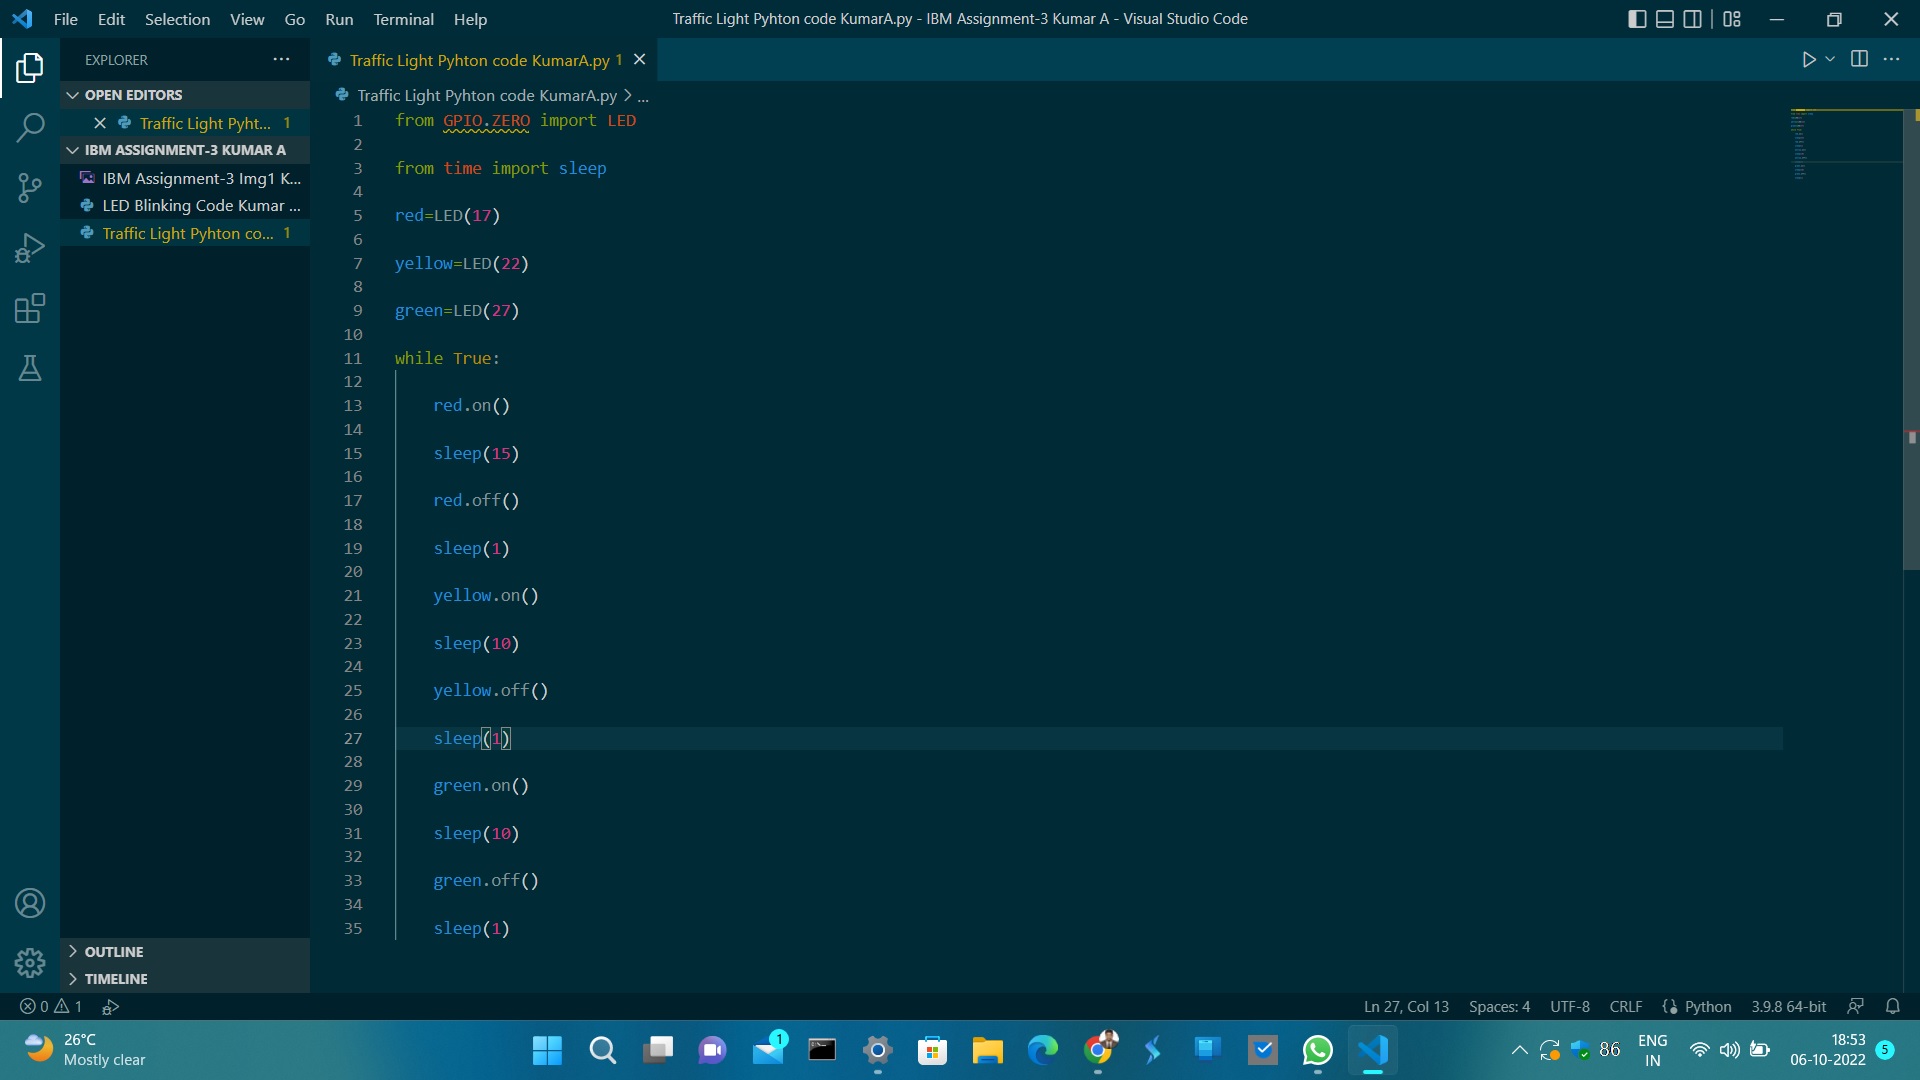 File Edit Selection View Go Run Terminal Help
Traffic Light Pyhton code KumarA.py - IBM Assignment-3 Kumar A - Visual Studio Code
EXPLORER
OPEN EDITORS
Traffic Light Pyht... 1
IBM ASSIGNMENT-3 KUMAR A
IBM Assignment-3 Img1 K...
LED Blinking Code Kumar ...
Traffic Light Pyhton co... 1
OUTLINE
TIMELINE
Traffic Light Pyhton code KumarA.py 1
Traffic Light Pyhton code KumarA.py > ...
1 from GPIO.ZERO import LED
2
3 from time import sleep
4
5 red=LED(17)
6
7 yellow=LED(22)
8
9 green=LED(27)
10
11 while True:
12
13 red.on()
14
15 sleep(15)
16
17 red.off()
18
19 sleep(1)
20
21 yellow.on()
22
23 sleep(10)
24
25 yellow.off()
26
27 sleep(1)
28
29 green.on()
30
31 sleep(10)
32
33 green.off()
34
35 sleep(1)
0 1 Ln 27, Col 13 Spaces: 4 UTF-8 CRLF Python 3.9.8 64-bit
26°C
Mostly clear
1
86
ENG
IN
18:53
06-10-2022
5